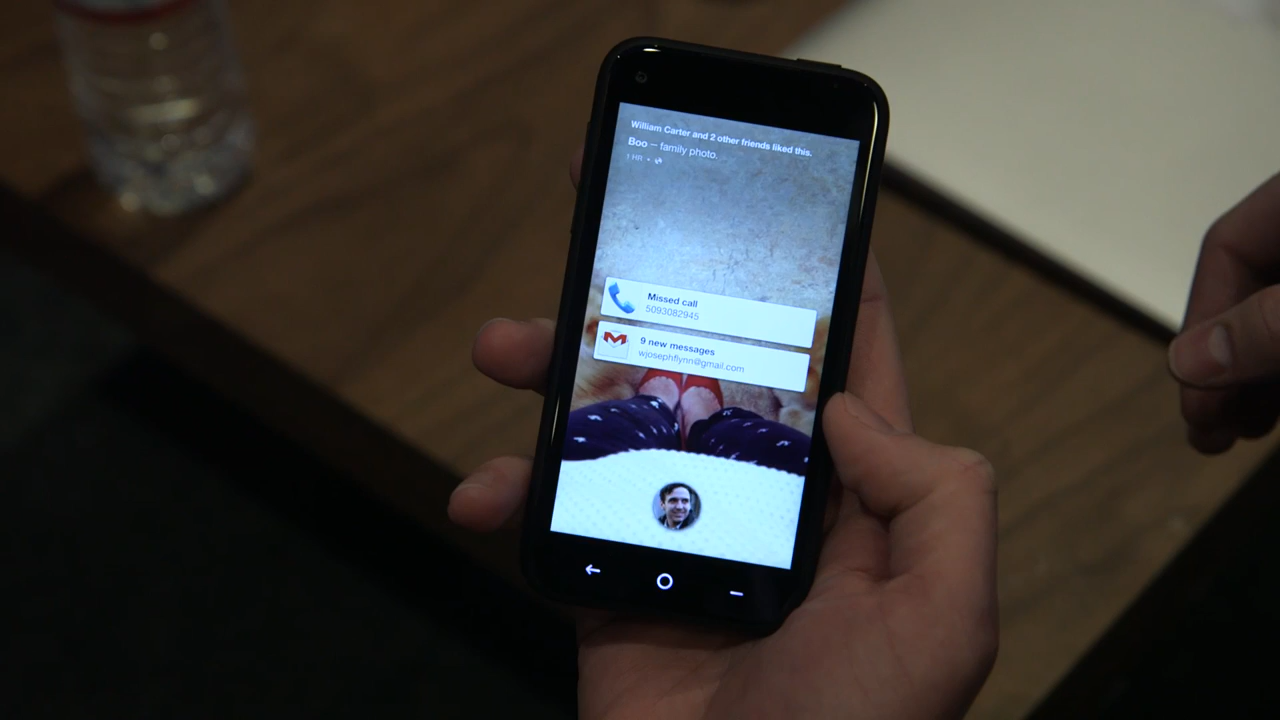 William Carter and 2 other friends liked this.
Boo — family photo.
1 HR •
Missed call
5093082945
9 new messages
wjosephflynn@gmail.com